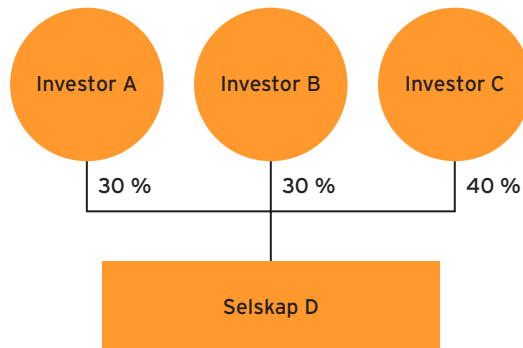 Investor A
Investor B
Investor C
30 %
30 %
40 %
Selskap D